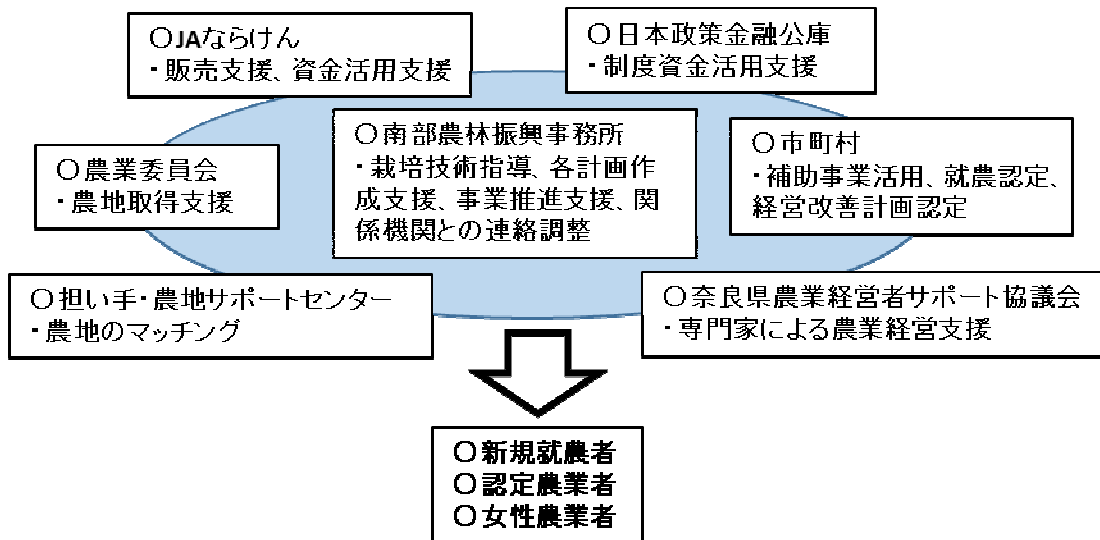 ○JAならけん
・販売支援、資金活用支援
○日本政策金融公庫
・制度資金活用支援
○農業委員会
・農地取得支援
○南部農林振興事務所
・栽培技術指導、各計画作
成支援、事業推進支援、関
係機関との連絡調整
○市町村
・補助事業活用、就農認定、
経営改善計画認定
○担い手・農地サポートセンター
・農地のマッチング
○奈良県農業経営者サポート協議会
・専門家による農業経営支援
○新規就農者
○認定農業者
○女性農業者